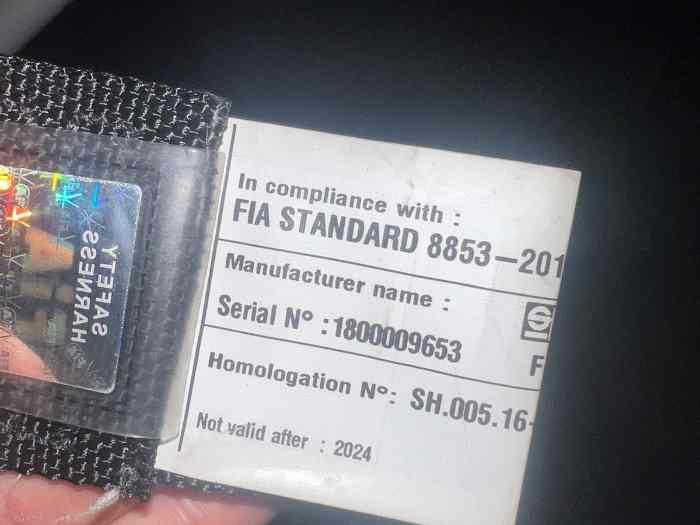 In compliance with :
FIA STANDARD 8853-201
Manufacturer name :
Serial N° :1800009653
F
Homologation N°: SH.005.16-
Not valid after : 2024
SAFETY
HARNESS